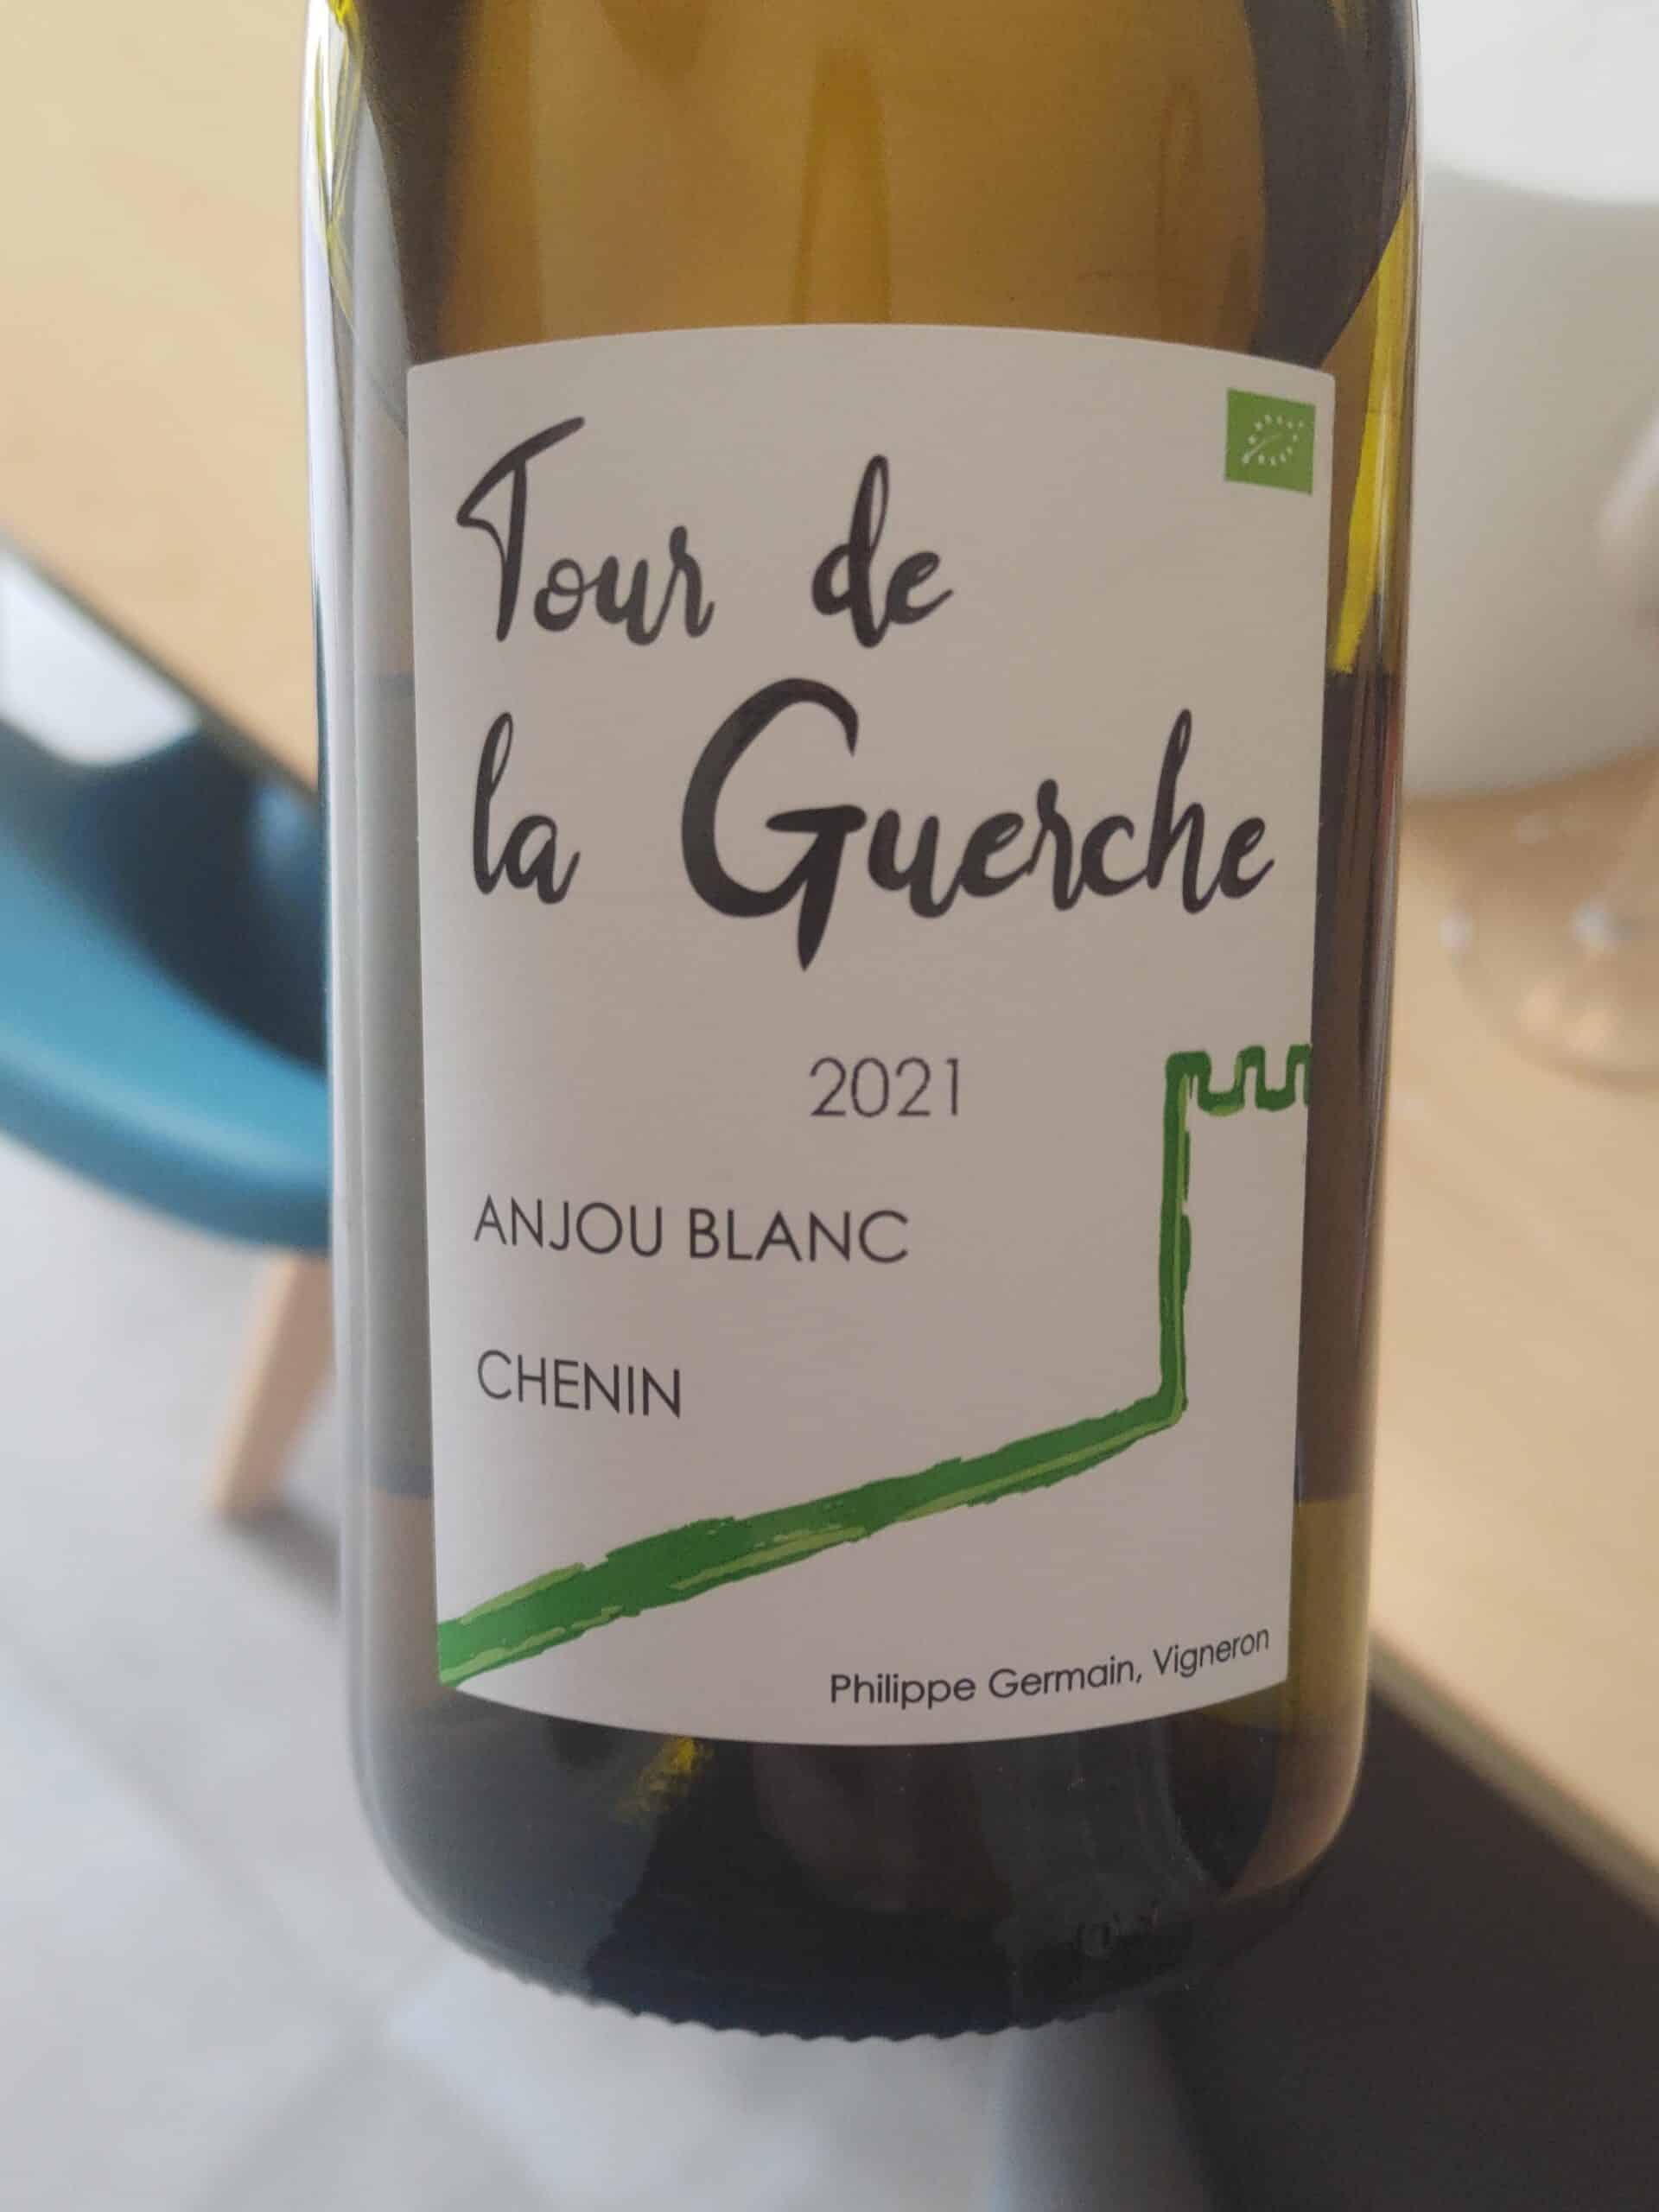 Tour de
la Guerche
2021
ANJOU BLANC
CHENIN
Philippe Germain, Vigneron